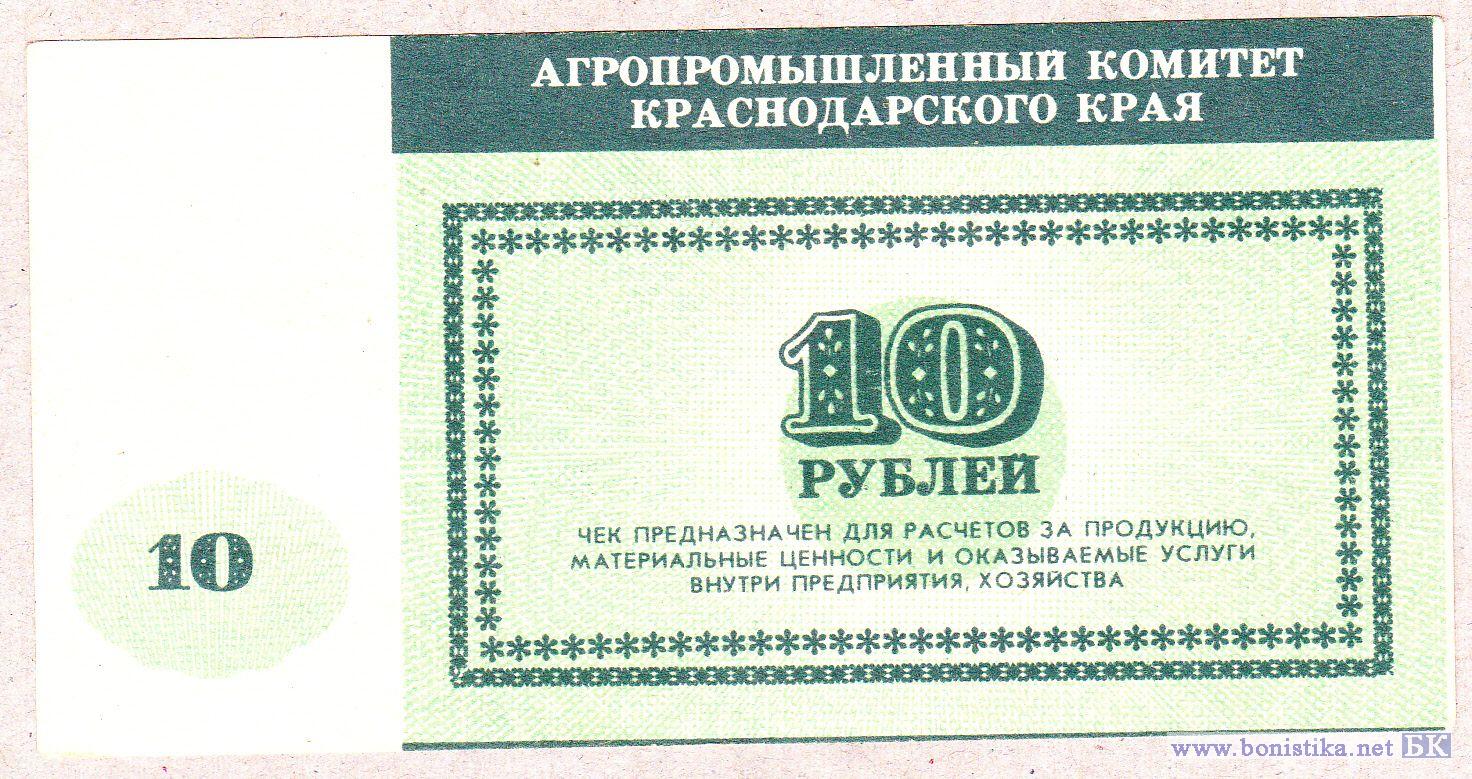 АГРОПРОМЫШЛЕННЫЙ КОМИТЕТ
КРАСНОДАРСКОГО КРАЯ
10
РУБЛЕЙ
ЧЕК ПРЕДНАЗНАЧЕН ДЛЯ РАСЧЕТОВ ЗА ПРОДУКЦИЮ,
МАТЕРИАЛЬНЫЕ ЦЕННОСТИ И ОКАЗЫВАЕМЫЕ УСЛУГИ
ВНУТРИ ПРЕДПРИЯТИЯ, ХОЗЯЙСТВА
10
www.bonistika.net БК